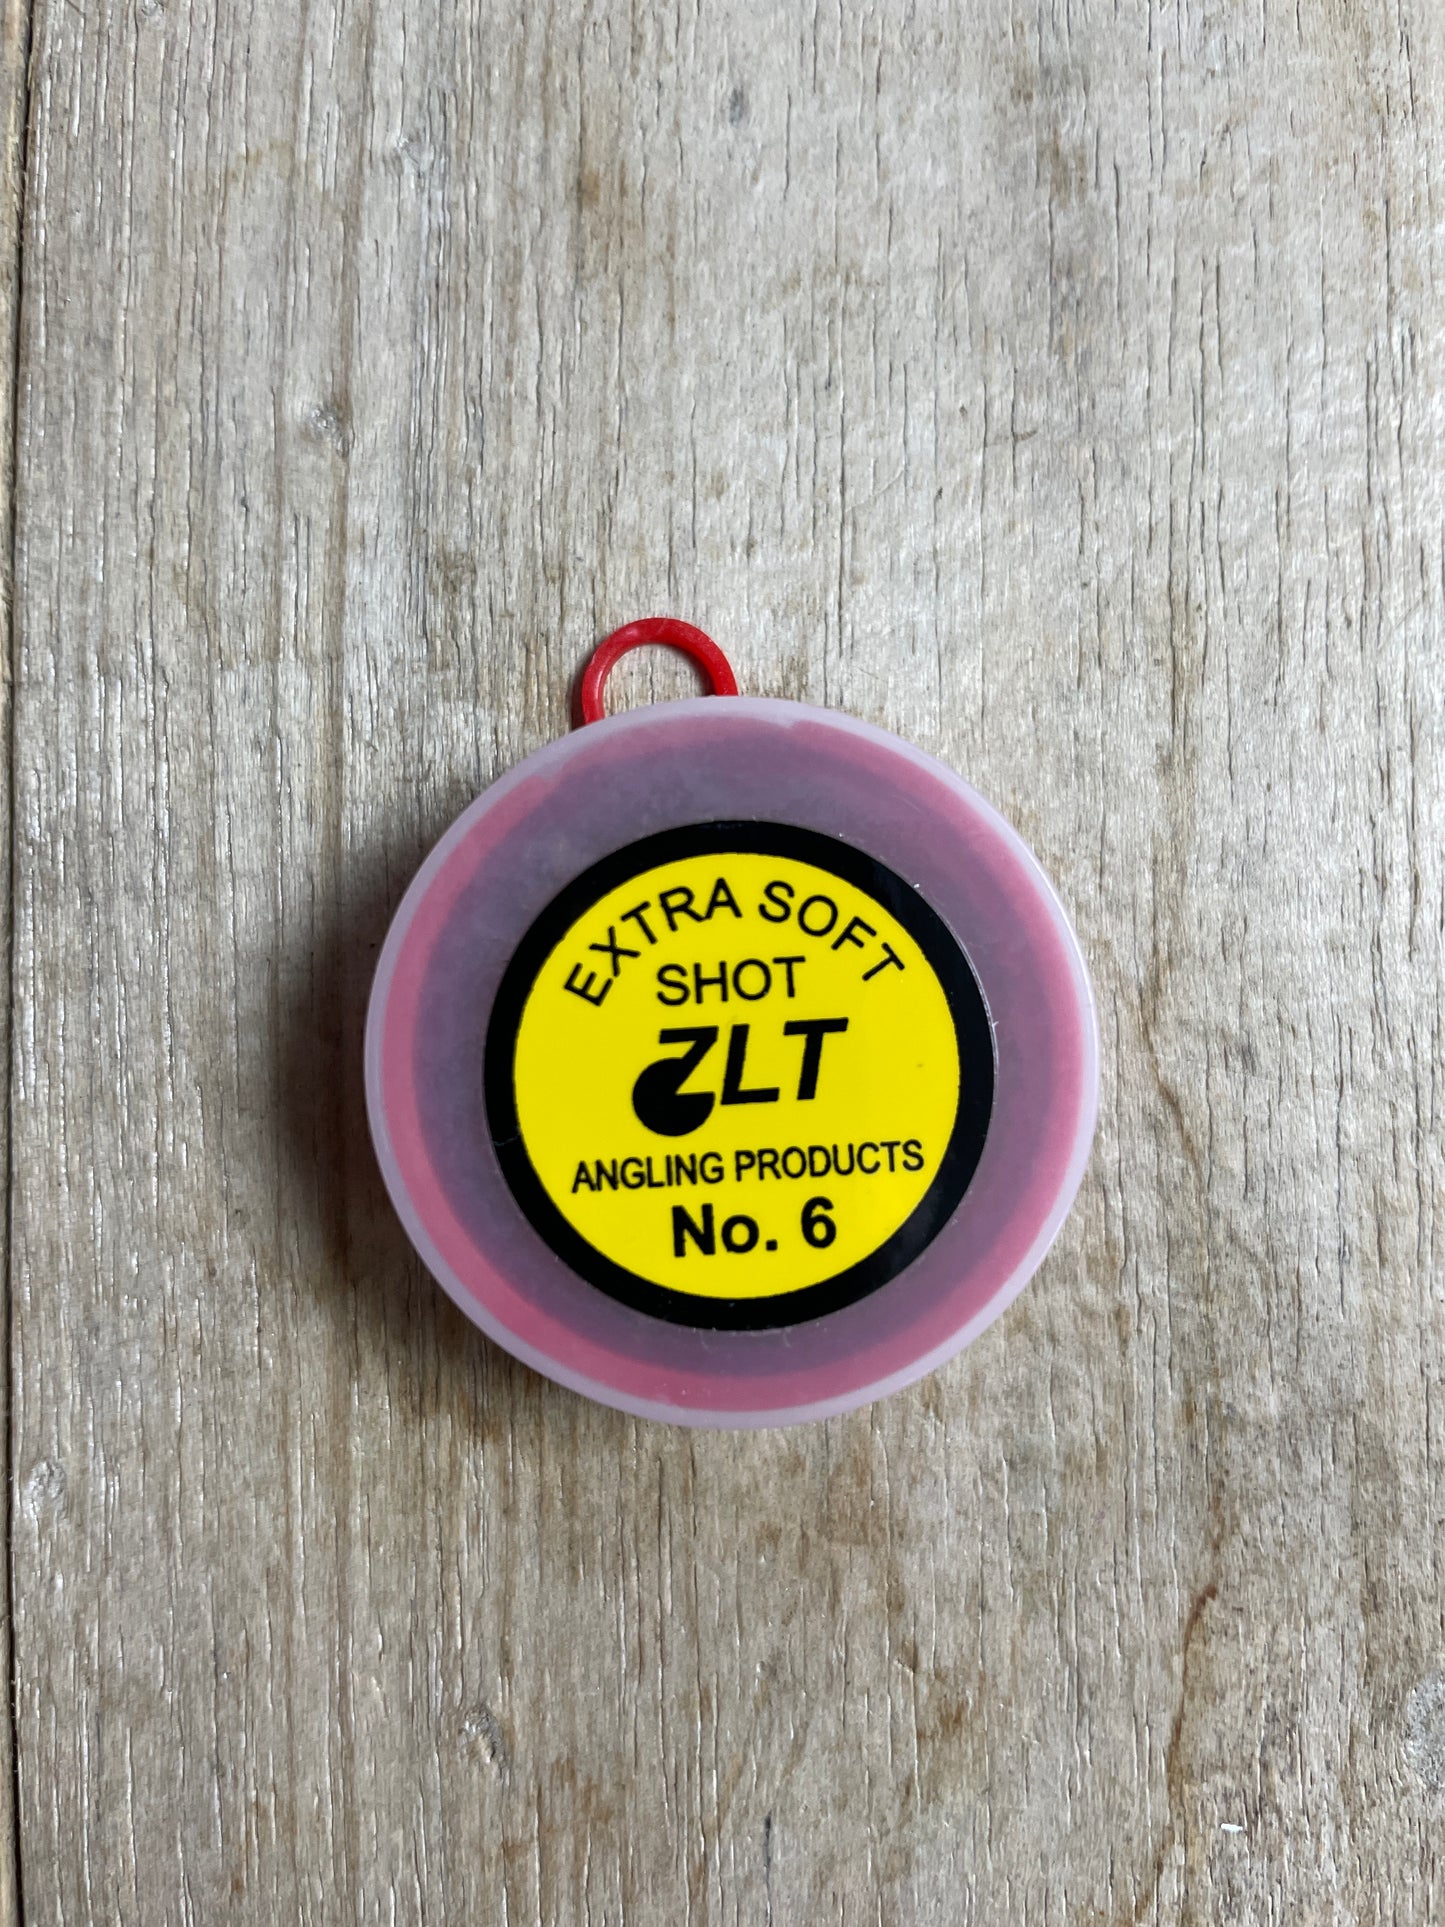 EXTRA SOFT
SHOT
ZLT
ANGLING PRODUCTS
No. 6